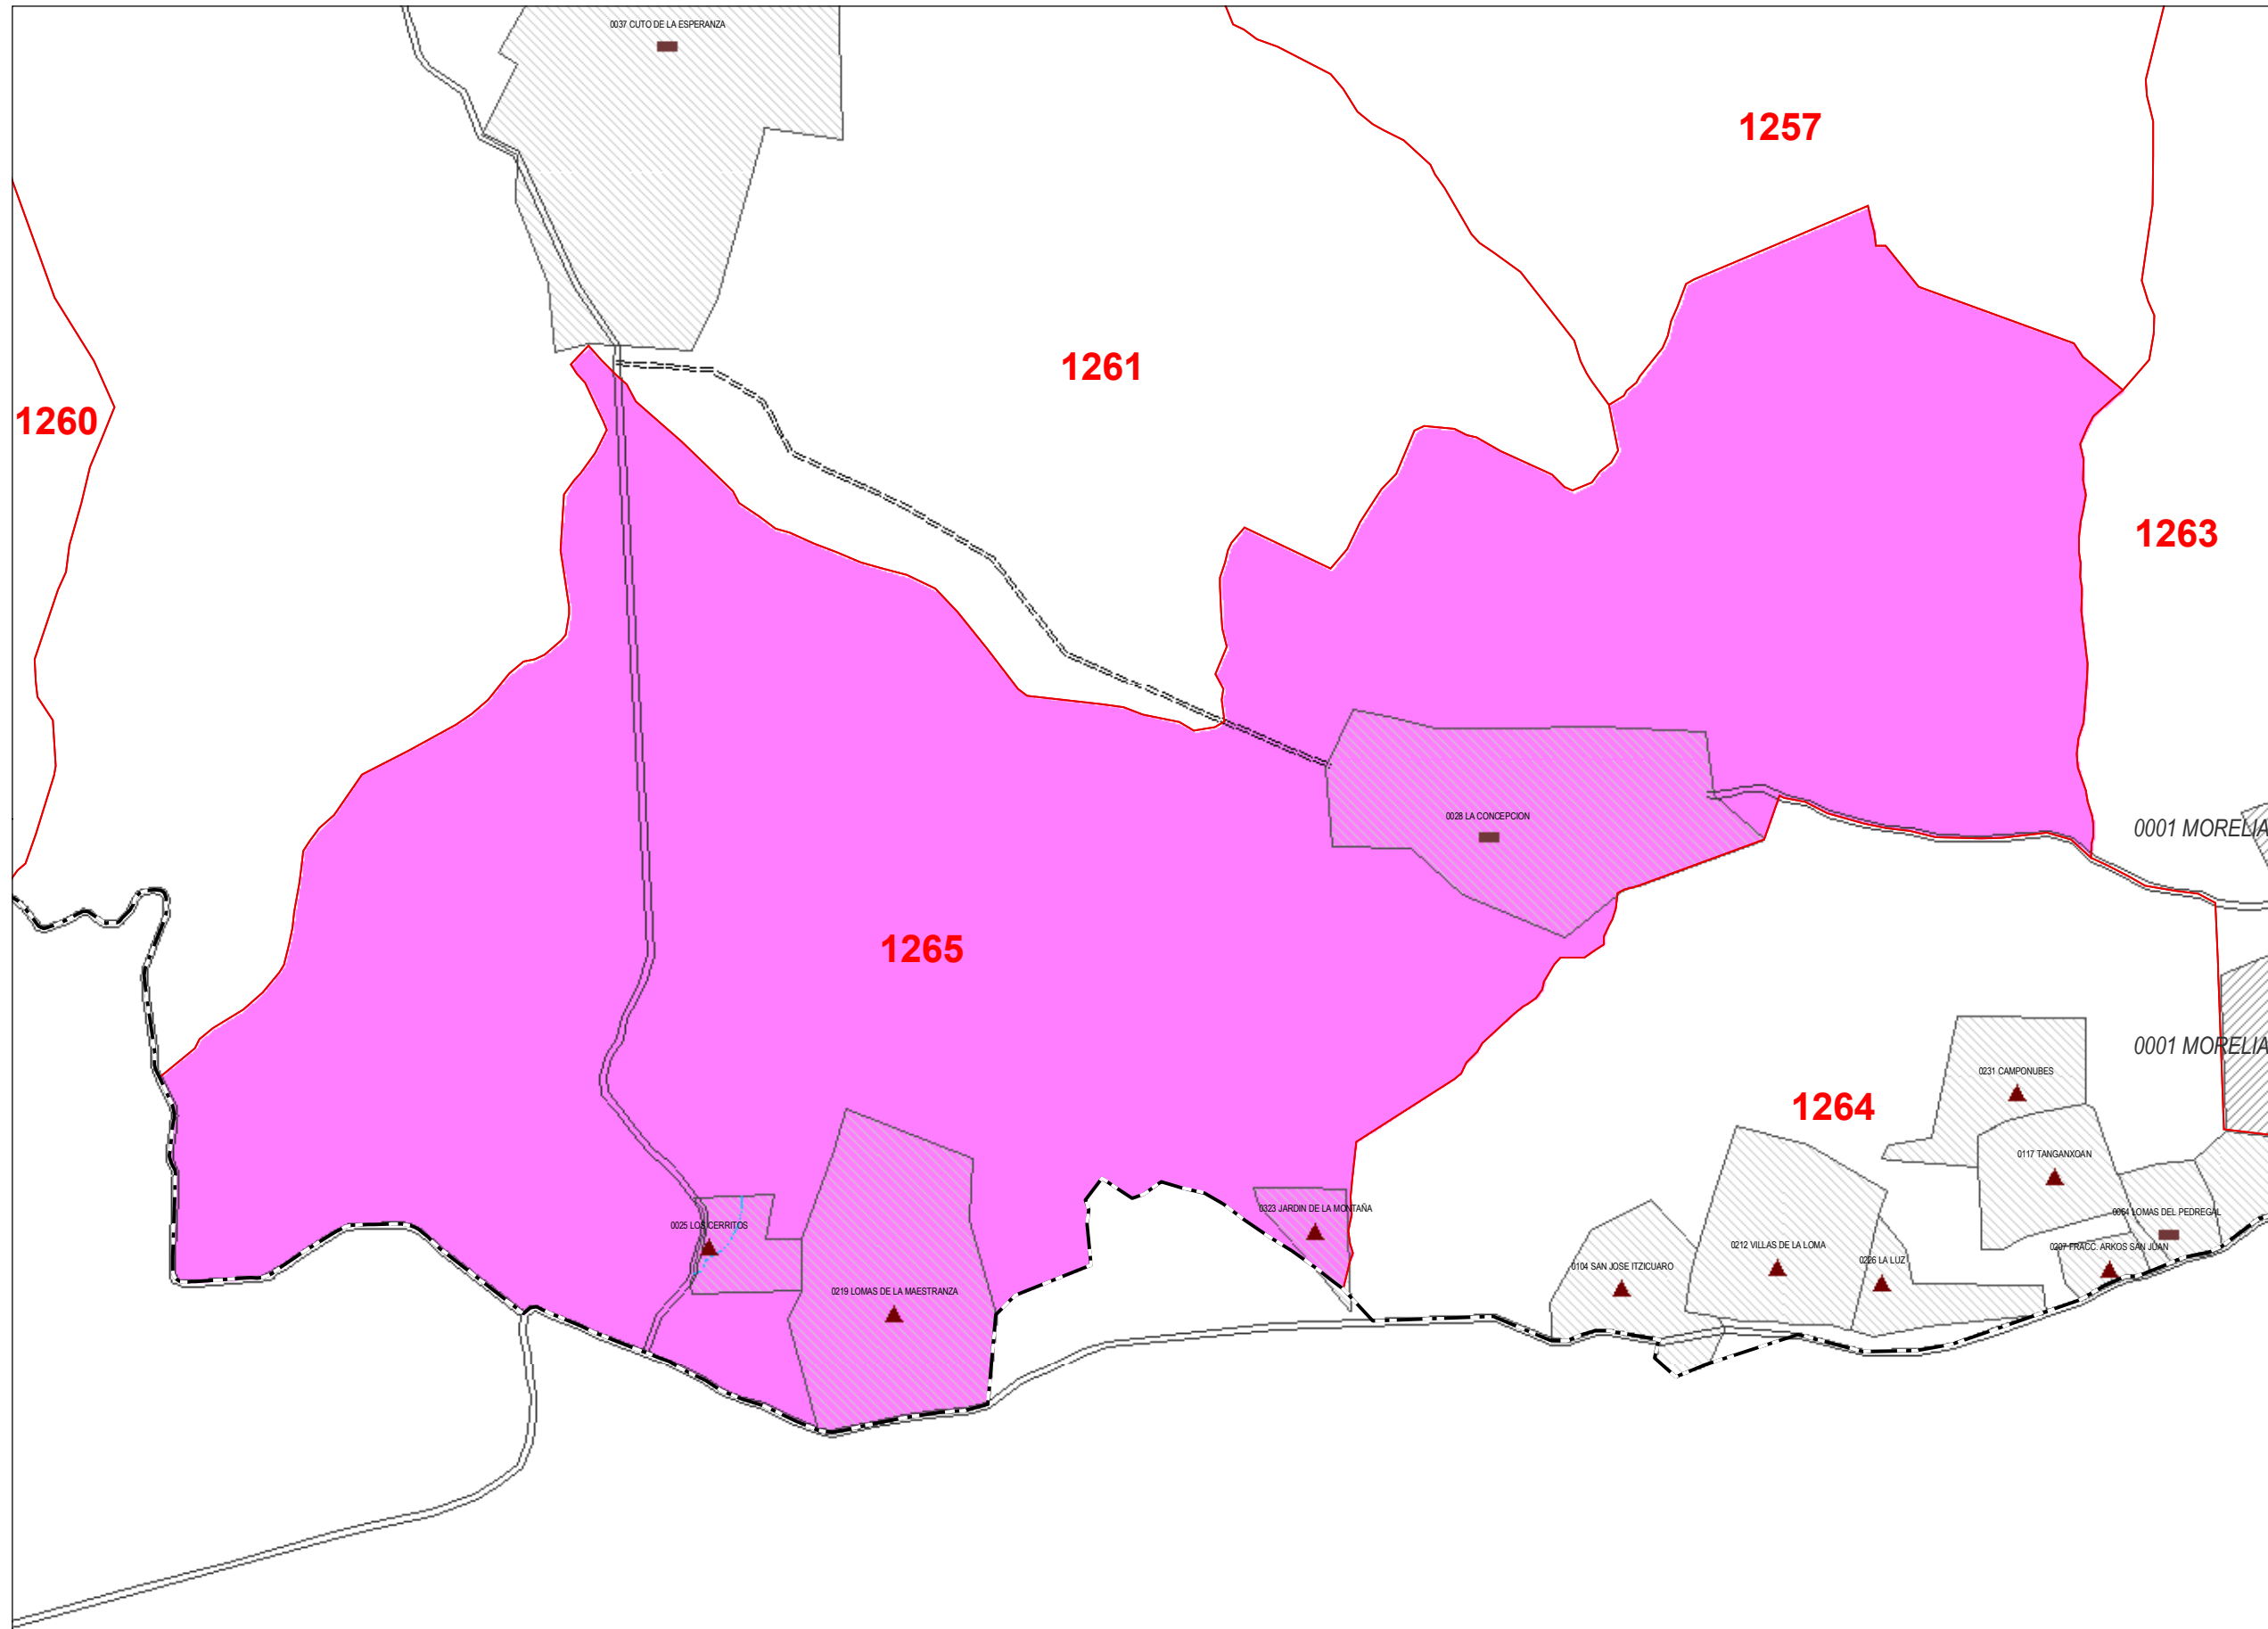 0037 CUTO DE LA ESPERANZA
1257
1261
1260
1263
0028 LA CONCEPCION
0001 MORELIA
1265
0001 MORELIA
0231 CAMPONUBES
1264
0117 TANGANXOAN
0323 JARDIN DE LA MONTAÑA
0064 LOMAS DEL PEDREGAL
0025 LOS CERRITOS
0212 VILLAS DE LA LOMA
0207 FRACC. ARKOS SAN JUAN
0226 LA LUZ
0104 SAN JOSE ITZICUARO
0219 LOMAS DE LA MAESTRANZA